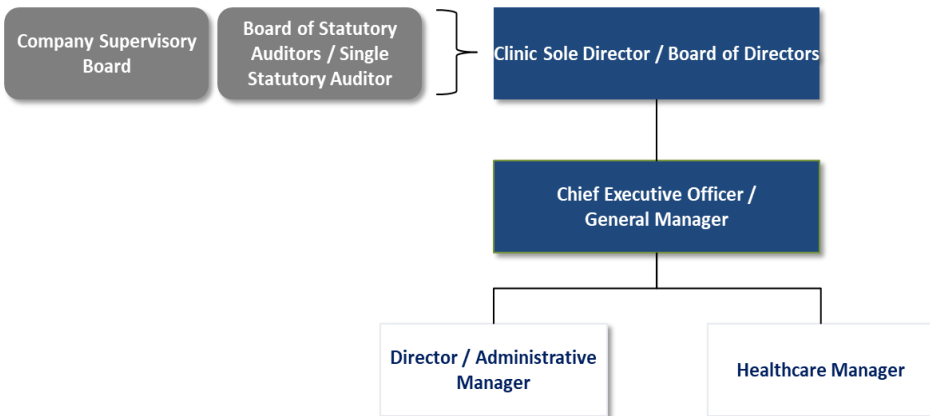 Company Supervisory
Board
Board of Statutory
Auditors / Single
Statutory Auditor
Clinic Sole Director / Board of Directors
Chief Executive Officer /
General Manager
Director / Administrative
Manager
Healthcare Manager